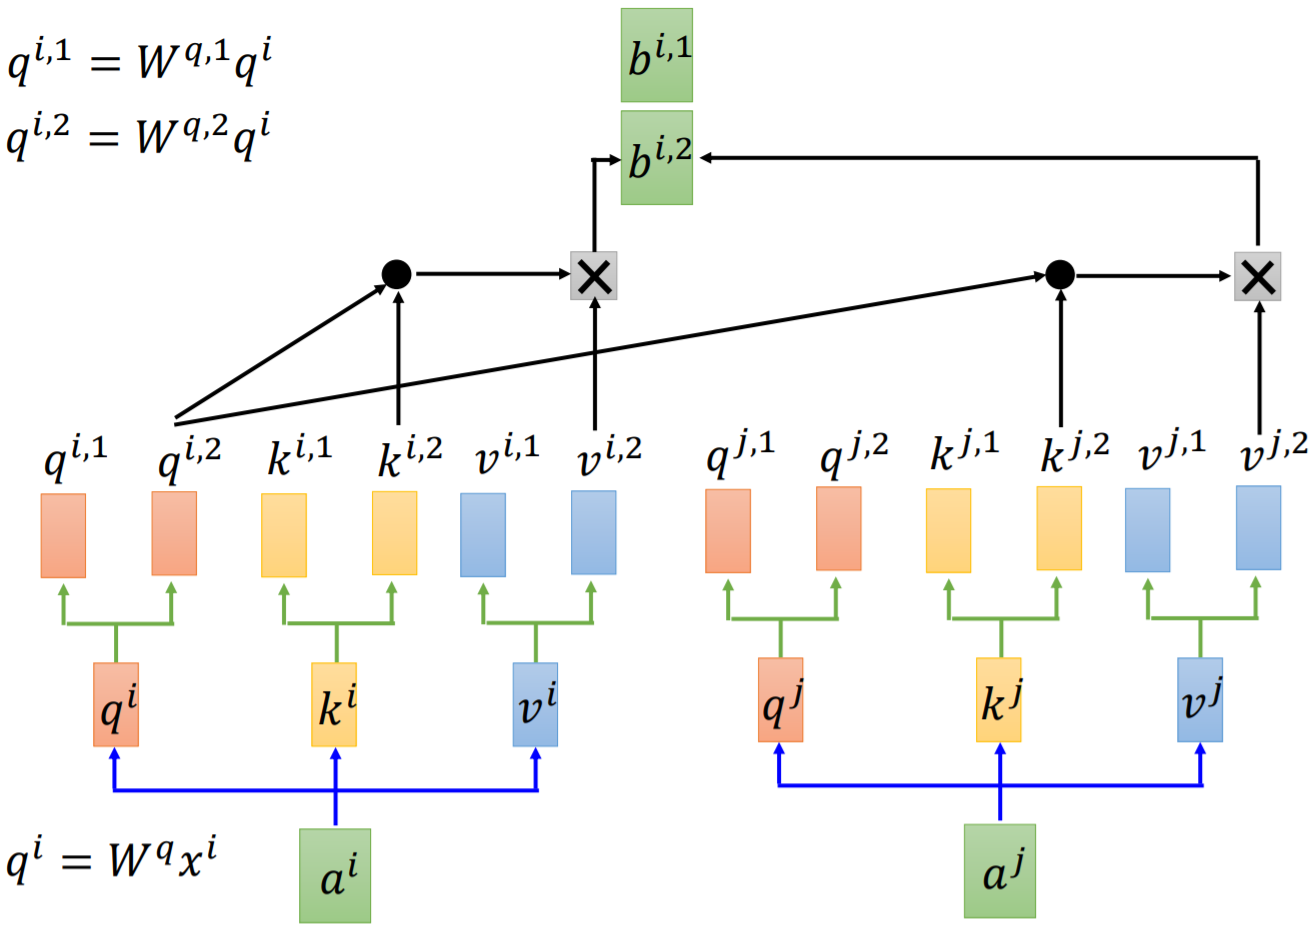 q^{i,1} = W^{q,1}q^{i}
q^{i,2} = W^{q,2}q^{i}
b^{i,1}
b^{i,2}
q^{i,1} q^{i,2} k^{i,1} k^{i,2} v^{i,1} v^{i,2} q^{j,1} q^{j,2} k^{j,1} k^{j,2} v^{j,1} v^{j,2}
q^{i} k^{i} v^{i} q^{j} k^{j} v^{j}
q^{i} = W^{q}x^{i}
a^{i} a^{j}